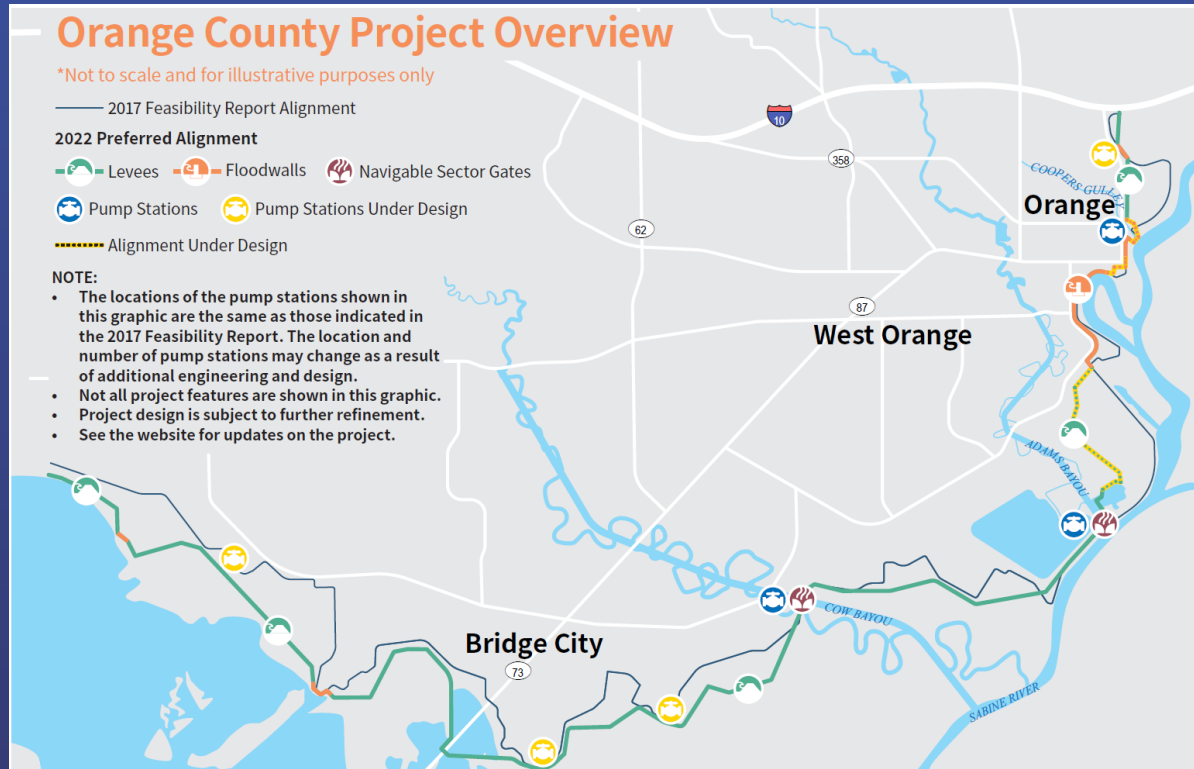 Orange County Project Overview
*Not to scale and for illustrative purposes only
2017 Feasibility Report Alignment
2022 Preferred Alignment
Levees
Floodwalls
Navigable Sector Gates
Pump Stations
Pump Stations Under Design
Alignment Under Design
NOTE:
• The locations of the pump stations shown in
this graphic are the same as those indicated in
the 2017 Feasibility Report. The location and
number of pump stations may change as a result
of additional engineering and design.
• Not all project features are shown in this graphic.
• Project design is subject to further refinement.
• See the website for updates on the project.
10
358
COOPERS GULLEY
Orange
62
87
West Orange
ADAMS BAYOU
COW BAYOU
Bridge City
73
SABINE RIVER